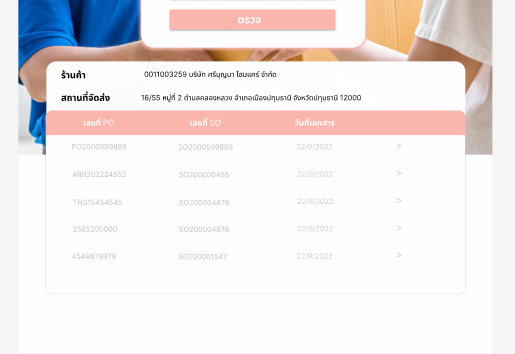 ตรวจ
ร้านค้า 0011003259 บริษัท ศรีบุญมา โฮมแคร์ จำกัด
สถานที่จัดส่ง 16/55 หมู่ที่ 2 ตำบลคลองหลวง อำเภอเมืองปทุมธานี จังหวัดปทุมธานี 12000
เลขที่ PO เลขที่ SO วันที่เอกสาร
PO2000599889 SO2000599889 22/9/2022 >
ARR202224552 SO200000455 22/9/2022 >
THS15454545 SO200004878 22/9/2022 >
2565200000 SO200004878 22/9/2022 >
4549879879 SO200001547 22/9/2022 >